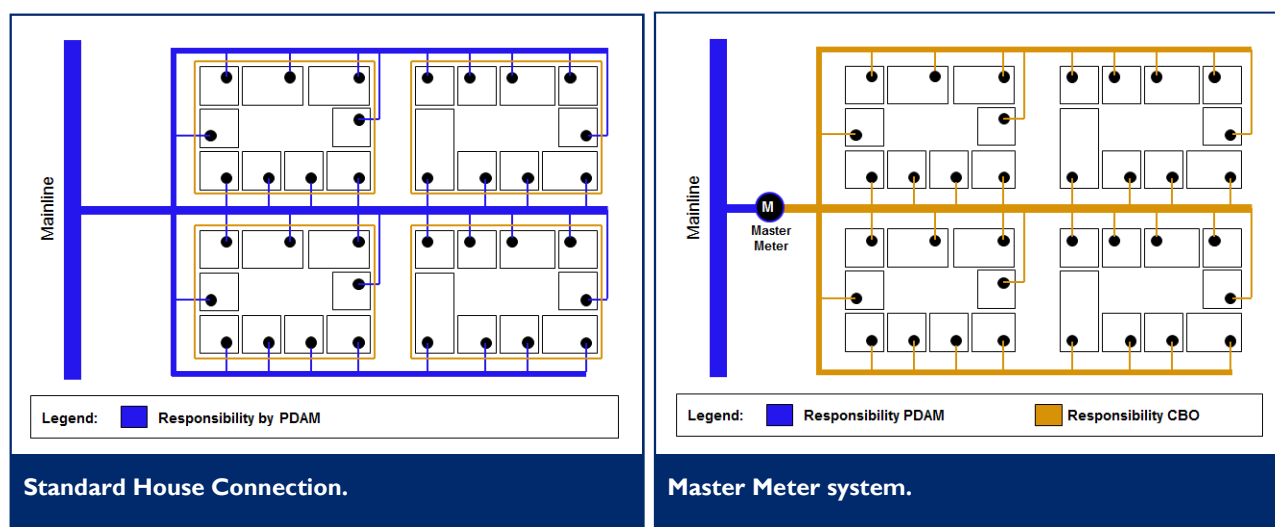 Mainline
Legend: Responsibility by PDAM
Standard House Connection.
Mainline
M
Master
Meter
Legend: Responsibility PDAM Responsibility CBO
Master Meter system.